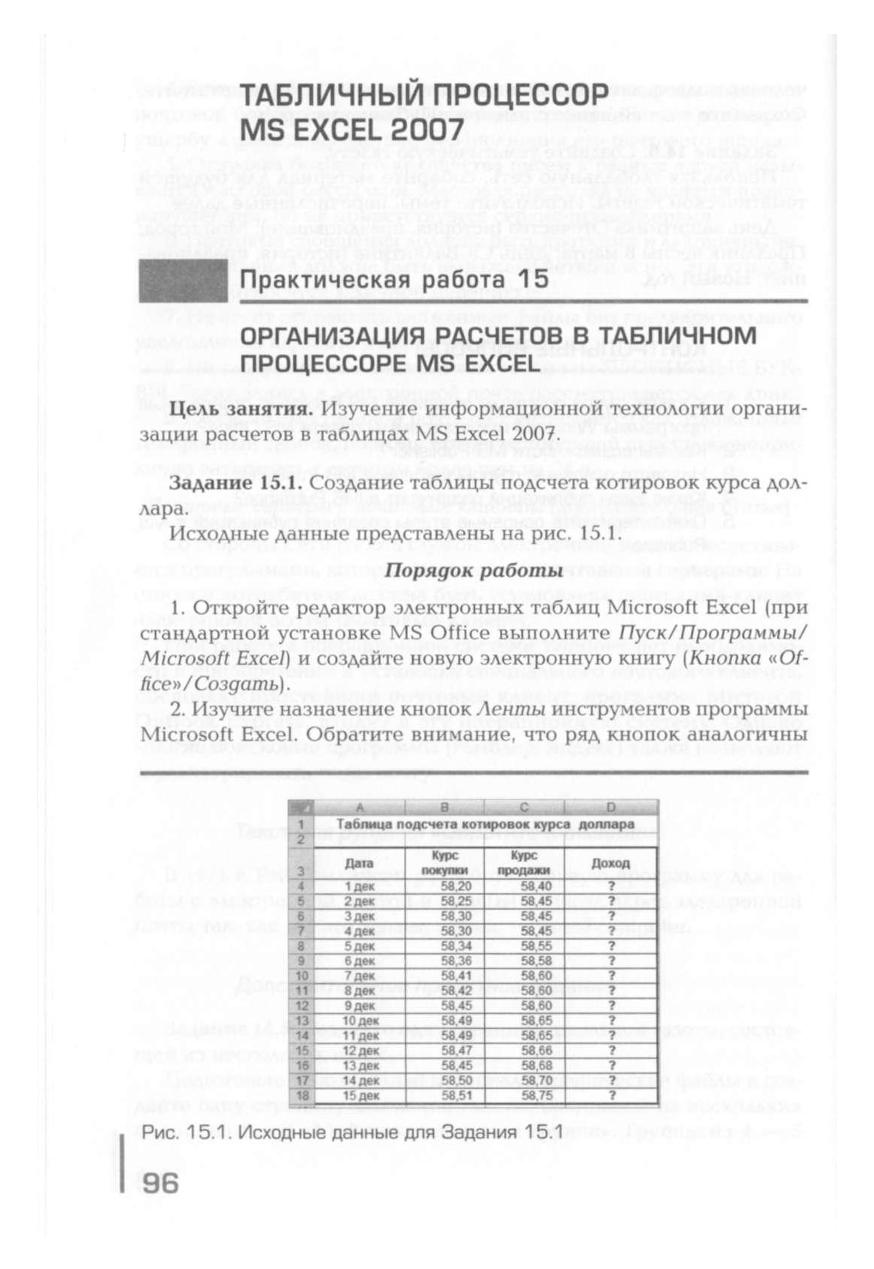 ТАБЛИЧНЫЙ ПРОЦЕССОР
MS EXCEL 2007
Практическая работа 15
ОРГАНИЗАЦИЯ РАСЧЕТОВ В ТАБЛИЧНОМ
ПРОЦЕССОРЕ MS EXCEL
Цель занятия. Изучение информационной технологии органи-
зации расчетов в таблицах MS Excel 2007.
Задание 15.1. Создание таблицы подсчета котировок курса дол-
лара.
Исходные данные представлены на рис. 15.1.
Порядок работы
1. Откройте редактор электронных таблиц Microsoft Excel (при
стандартной установке MS Office выполните Пуск/Программы/
Microsoft Excel) и создайте новую электронную книгу (Кнопка «Of-
fice»/Создать).
2. Изучите назначение кнопок Ленты инструментов программы
Microsoft Excel. Обратите внимание, что ряд кнопок аналогичны
A B C D
1 Таблица подсчета котировок курса доллара
2
3 Дата Курс покупки Курс продажи Доход
4 1 дек 58,20 58,40 ?
5 2 дек 58,25 58,45 ?
6 3 дек 58,30 58,45 ?
7 4 дек 58,30 58,45 ?
8 5 дек 58,34 58,55 ?
9 6 дек 58,36 58,58 ?
10 7 дек 58,41 58,60 ?
11 8 дек 58,42 58,60 ?
12 9 дек 58,45 58,60 ?
13 10 дек 58,49 58,65 ?
14 11 дек 58,49 58,65 ?
15 12 дек 58,47 58,66 ?
16 13 дек 58,45 58,68 ?
17 14 дек 58,50 58,70 ?
18 15 дек 58,51 58,75 ?
Рис. 15.1. Исходные данные для Задания 15.1
96